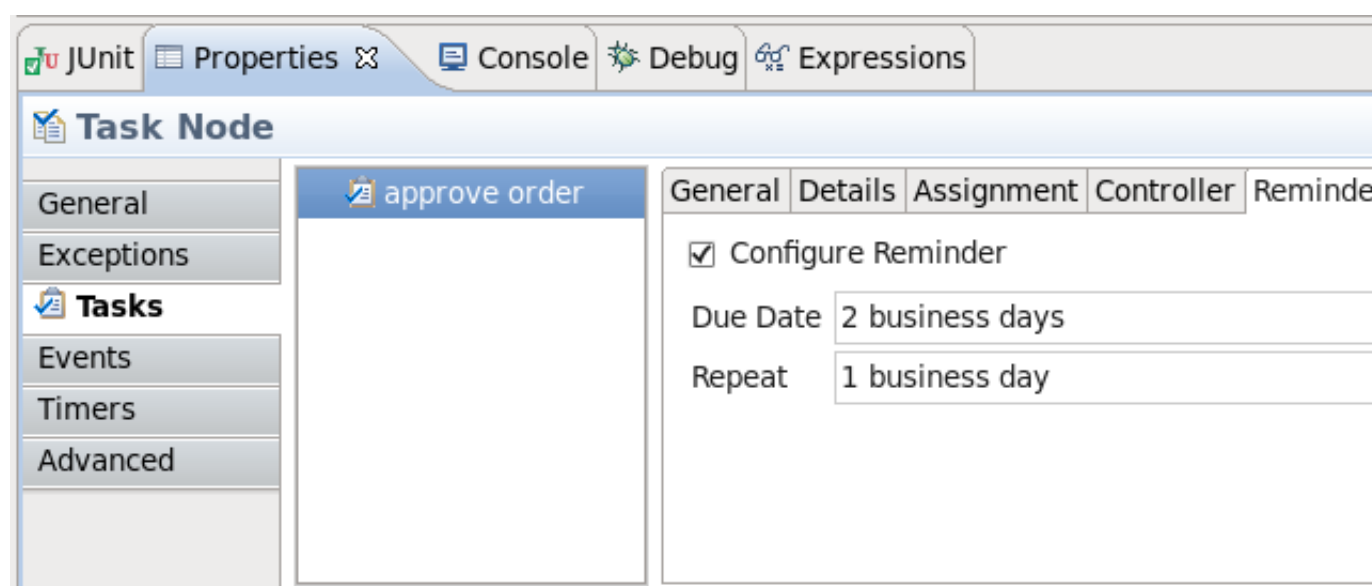 JUnit Properties Console Debug Expressions
Task Node
General
Exceptions
Tasks
Events
Timers
Advanced
approve order
General Details Assignment Controller Reminde
Configure Reminder
Due Date 2 business days
Repeat 1 business day